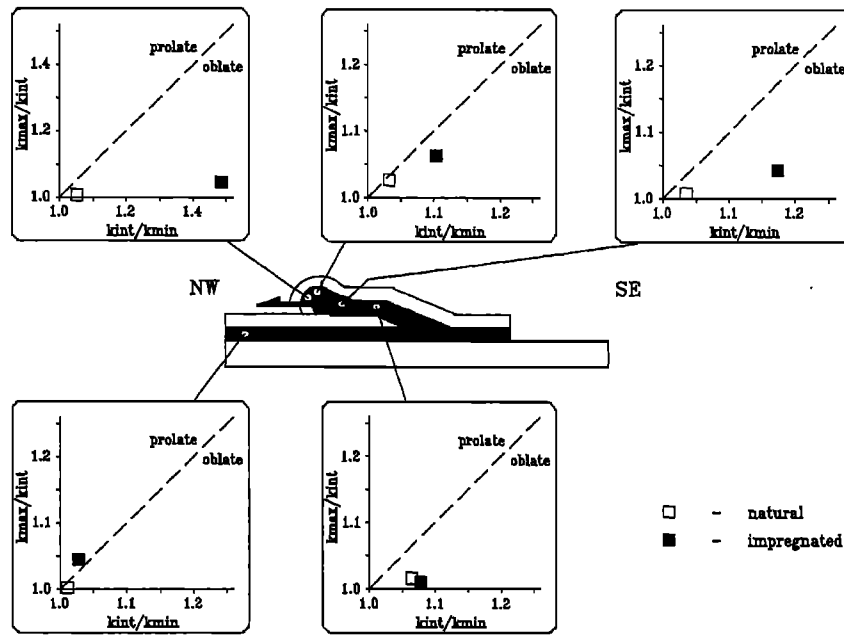 1.4
1.2
1.0
kmax/kint
prolate
oblate
1.0 1.2 1.4
kint/kmin
1.2
1.1
1.0
kmax/kint
prolate
oblate
1.0 1.1 1.2
kint/kmin
1.2
1.1
1.0
kmax/kint
prolate
oblate
1.0 1.1 1.2
kint/kmin
NW
SE
1.2
1.1
1.0
kmax/kint
prolate
oblate
1.0 1.1 1.2
kint/kmin
1.2
1.1
1.0
kmax/kint
prolate
oblate
1.0 1.1 1.2
kint/kmin
– natural
– impregnated